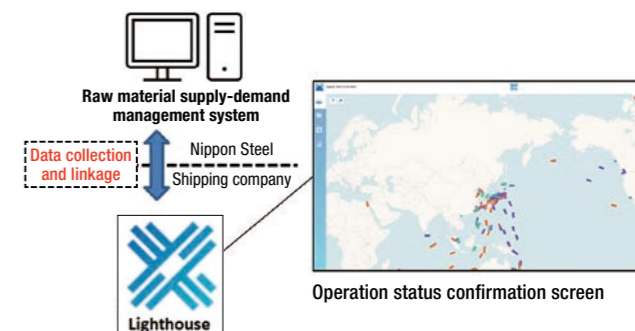 Raw material supply-demand
management system
Data collection
and linkage
Nippon Steel
Shipping company
Lighthouse
Operation status confirmation screen